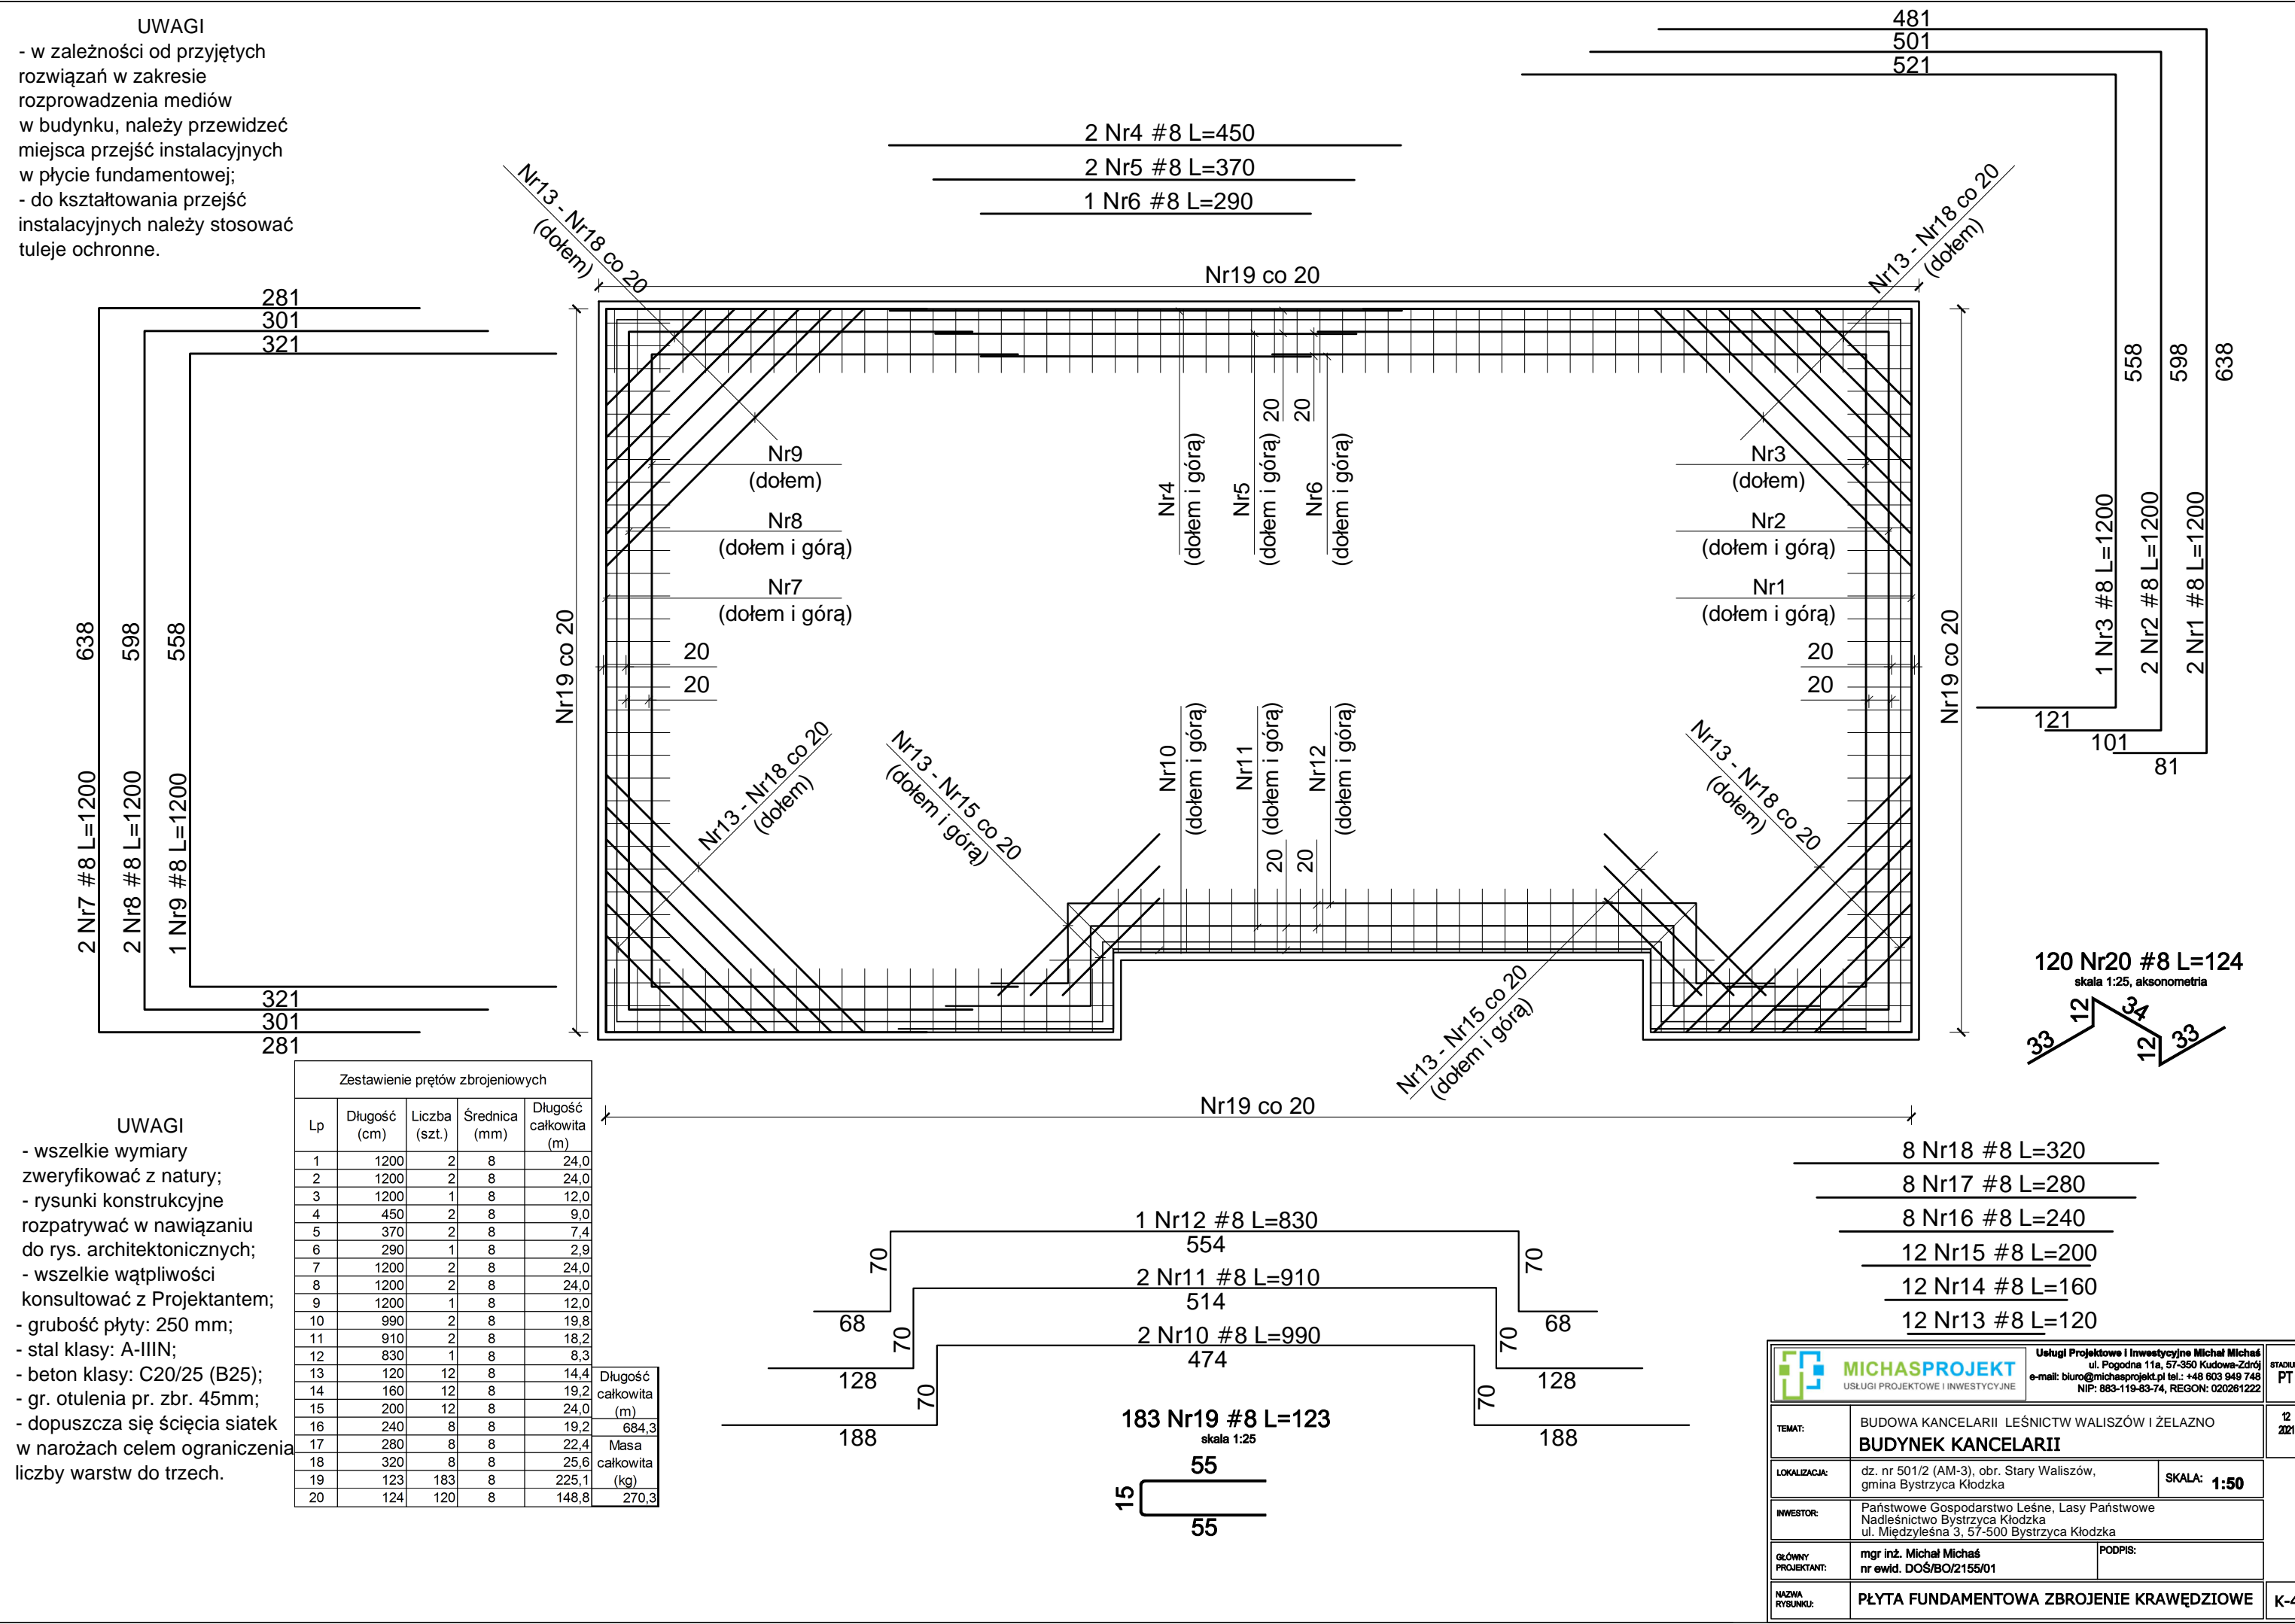 UWAGI
- w zależności od przyjętych
rozwiązań w zakresie
rozprowadzenia mediów
w budynku, należy przewidzeć
miejsca przejść instalacyjnych
w płycie fundamentowej;
- do kształtowania przejść
instalacyjnych należy stosować
tuleje ochronne.
481
501
521
2 Nr4 #8 L=450
2 Nr5 #8 L=370
1 Nr6 #8 L=290
Nr13 - Nr18 co 20
(dołem)
Nr13 - Nr18 co 20
(dołem)
Nr19 co 20
281
301
321
558
598
638
Nr9
(dołem)
Nr8
(dołem i górą)
Nr7
(dołem i górą)
20
20
Nr4
(dołem i górą)
Nr5
(dołem i górą)
20
20
Nr6
(dołem i górą)
Nr3
(dołem)
Nr2
(dołem i górą)
Nr1
(dołem i górą)
20
20
1 Nr3 #8 L=1200
2 Nr2 #8 L=1200
2 Nr1 #8 L=1200
121
101
81
638
598
558
2 Nr7 #8 L=1200
2 Nr8 #8 L=1200
1 Nr9 #8 L=1200
Nr19 co 20
Nr19 co 20
Nr13 - Nr18 co 20
(dołem)
Nr13 - Nr15 co 20
(dołem i górą)
Nr10
(dołem i górą)
Nr11
(dołem i górą)
20
20
Nr12
(dołem i górą)
Nr13 - Nr18 co 20
(dołem)
Nr13 - Nr15 co 20
(dołem i górą)
321
301
281
120 Nr20 #8 L=124
skala 1:25, aksonometria
33
12
34
12
33
Nr19 co 20
UWAGI
- wszelkie wymiary
zweryfikować z natury;
- rysunki konstrukcyjne
rozpatrywać w nawiązaniu
do rys. architektonicznych;
- wszelkie wątpliwości
konsultować z Projektantem;
- grubość płyty: 250 mm;
- stal klasy: A-IIIN;
- beton klasy: C20/25 (B25);
- gr. otulenia pr. zbr. 45mm;
- dopuszcza się ścięcia siatek
w narożach celem ograniczenia
liczby warstw do trzech.
Zestawienie prętów zbrojeniowych
Lp Długość (cm) Liczba (szt.) Średnica (mm) Długość całkowita (m)
1 1200 2 8 24,0
2 1200 2 8 24,0
3 1200 1 8 12,0
4 450 2 8 9,0
5 370 2 8 7,4
6 290 1 8 2,9
7 1200 2 8 24,0
8 1200 2 8 24,0
9 1200 1 8 12,0
10 990 2 8 19,8
11 910 2 8 18,2
12 830 1 8 8,3
13 120 12 8 14,4
14 160 12 8 19,2
15 200 12 8 24,0
16 240 8 8 19,2
17 280 8 8 22,4
18 320 8 8 25,6
19 123 183 8 225,1
20 124 120 8 148,8
Długość
całkowita
(m)
684,3
Masa
całkowita
(kg)
270,3
1 Nr12 #8 L=830
554
70
70
68
68
2 Nr11 #8 L=910
514
70
70
128
128
2 Nr10 #8 L=990
474
70
70
188
188
183 Nr19 #8 L=123
skala 1:25
55
15
55
8 Nr18 #8 L=320
8 Nr17 #8 L=280
8 Nr16 #8 L=240
12 Nr15 #8 L=200
12 Nr14 #8 L=160
12 Nr13 #8 L=120
MICHASPROJEKT
USŁUGI PROJEKTOWE I INWESTYCYJNE
Usługi Projektowe i Inwestycyjne Michał Michaś
ul. Pogodna 11a, 57-350 Kudowa-Zdrój
e-mail: biuro@michasprojekt.pl tel.: +48 603 949 748
NIP: 883-119-83-74, REGON: 020261222
PT
TEMAT:
BUDOWA KANCELARII LEŚNICTW WALISZÓW I ŻELAZNO
BUDYNEK KANCELARII
12
2021
LOKALIZACJA:
dz. nr 501/2 (AM-3), obr. Stary Waliszów,
gmina Bystrzyca Kłodzka
SKALA: 1:50
INWESTOR:
Państwowe Gospodarstwo Leśne, Lasy Państwowe
Nadleśnictwo Bystrzyca Kłodzka
ul. Międzyleśna 3, 57-500 Bystrzyca Kłodzka
GŁÓWNY
PROJEKTANT:
mgr inż. Michał Michaś
nr ewid. DOŚ/BO/2155/01
PODPIS:
NAZWA
RYSUNKU:
PŁYTA FUNDAMENTOWA ZBROJENIE KRAWĘDZIOWE